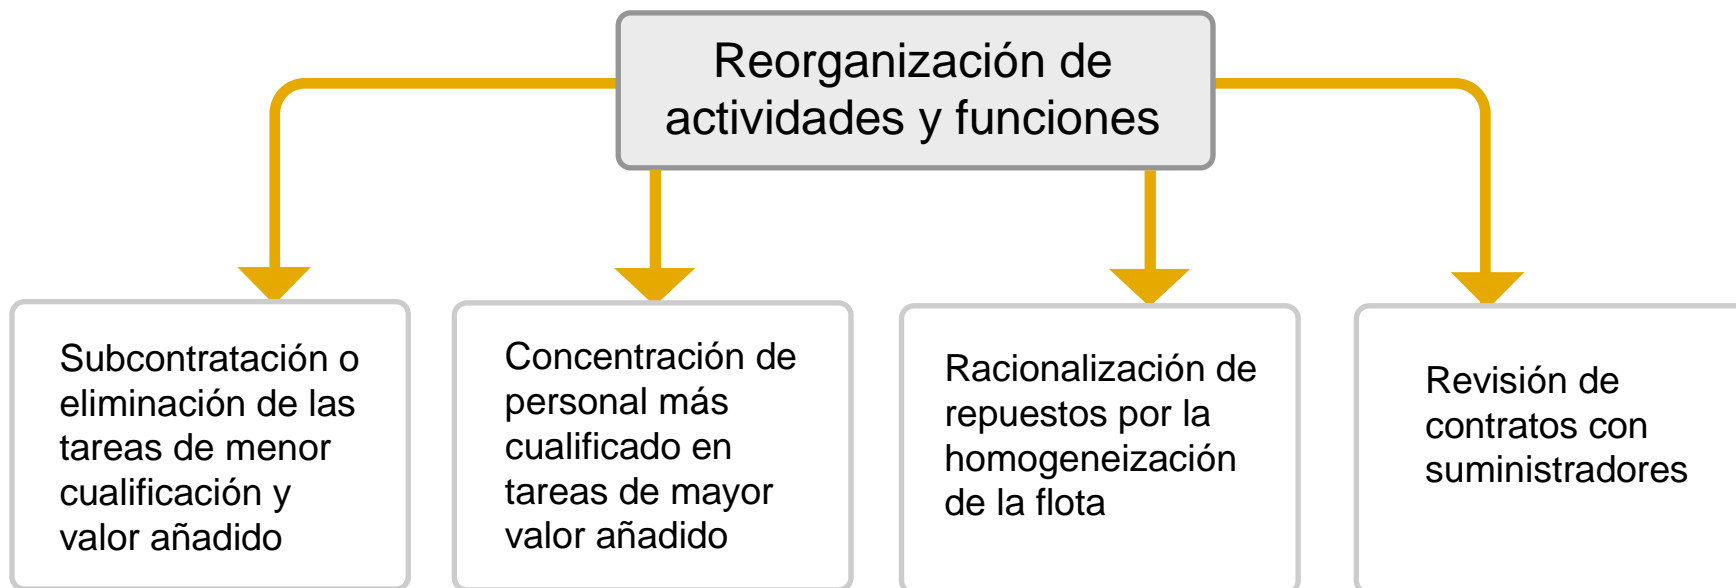 Reorganización de
actividades y funciones
Subcontratación o
eliminación de las
tareas de menor
cualificación y
valor añadido
Concentración de
personal más
cualificado en
tareas de mayor
valor añadido
Racionalización de
repuestos por la
homogeneización
de la flota
Revisión de
contratos con
suministradores